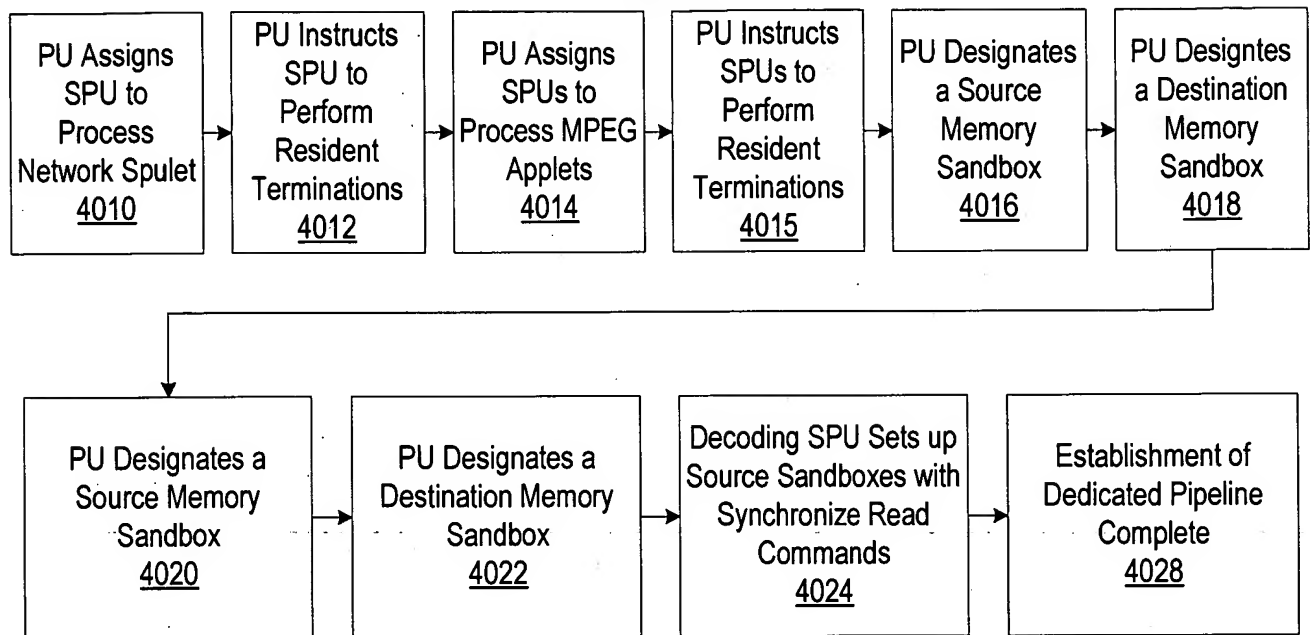 PU Assigns
SPU to
Process
Network Spulet
4010
PU Instructs
SPU to
Perform
Resident
Terminations
4012
PU Assigns
SPUs to
Process MPEG
Applets
4014
PU Instructs
SPUs to
Perform
Resident
Terminations
4015
PU Designates
a Source
Memory
Sandbox
4016
PU Designtes
a Destination
Memory
Sandbox
4018
PU Designates a
Source Memory
Sandbox
4020
PU Designates a
Destination Memory
Sandbox
4022
Decoding SPU Sets up
Source Sandboxes with
Synchronize Read
Commands
4024
Establishment of
Dedicated Pipeline
Complete
4028